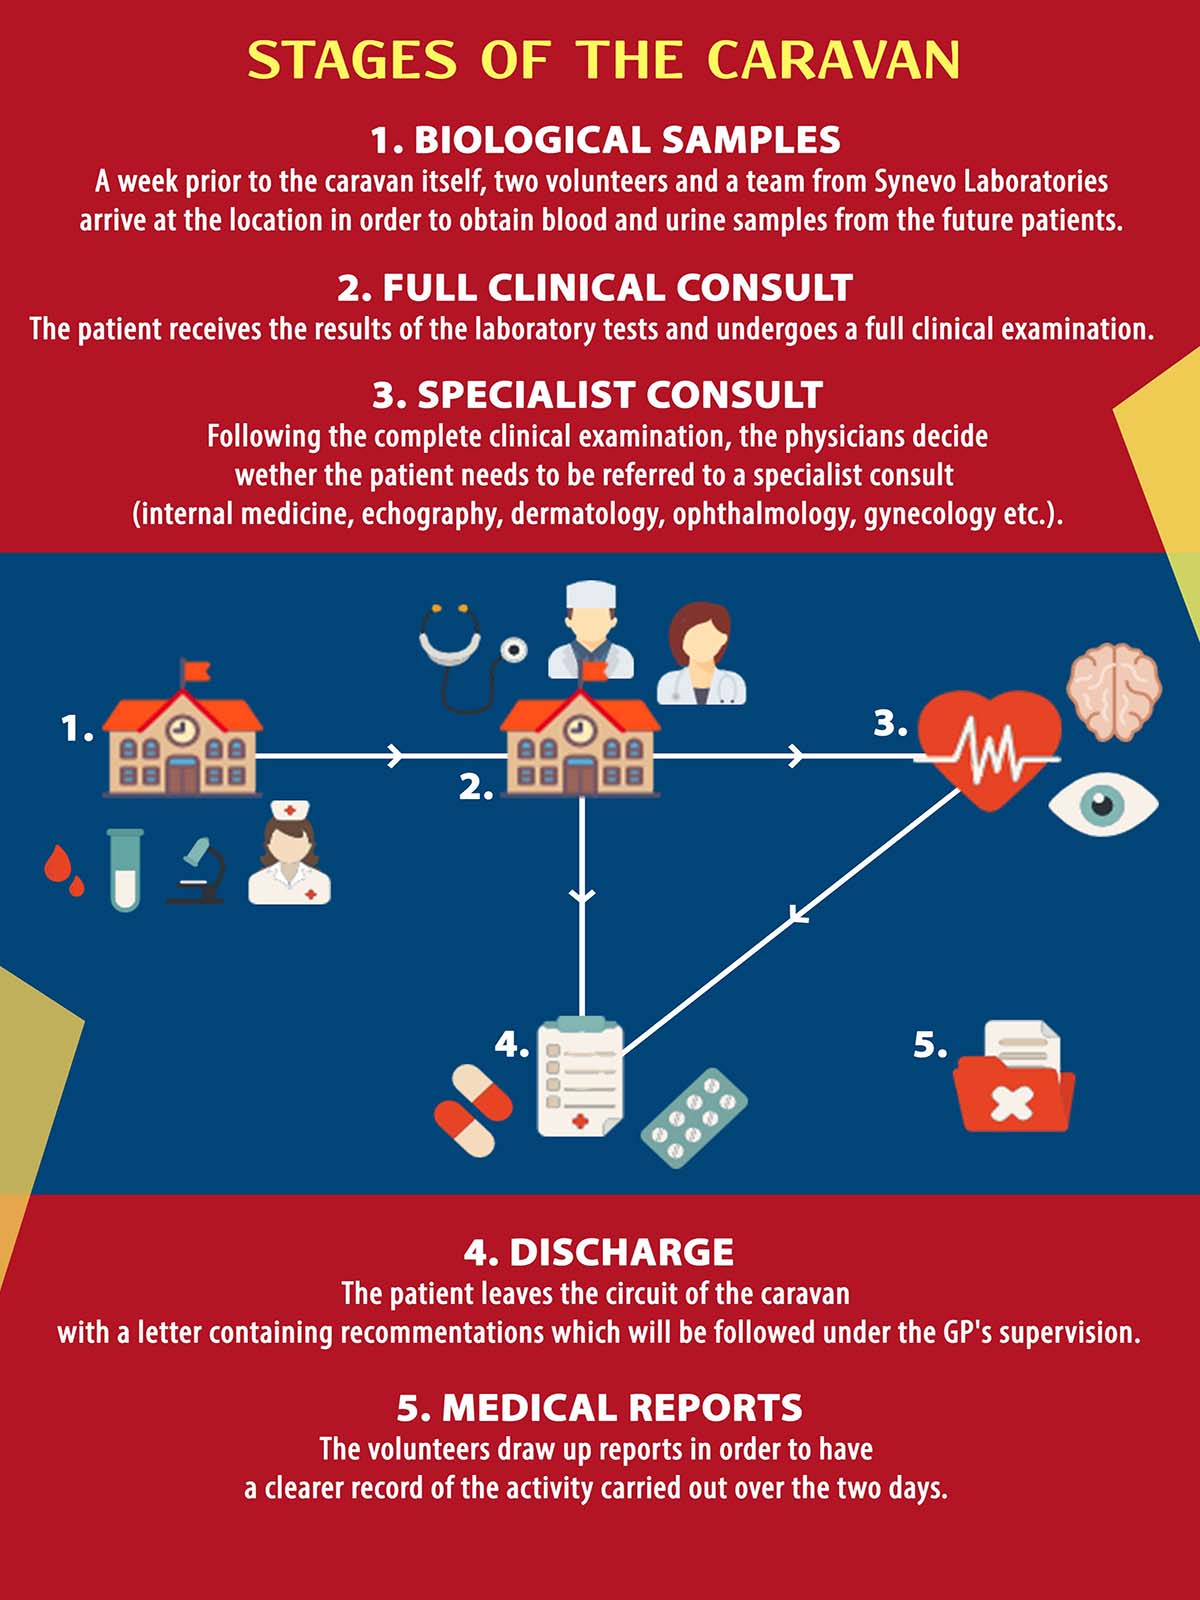 STAGES OF THE CARAVAN
1. BIOLOGICAL SAMPLES
A week prior to the caravan itself, two volunteers and a team from Synevo Laboratories
arrive at the location in order to obtain blood and urine samples from the future patients.
2. FULL CLINICAL CONSULT
The patient receives the results of the laboratory tests and undergoes a full clinical examination.
3. SPECIALIST CONSULT
Following the complete clinical examination, the physicians decide
wether the patient needs to be referred to a specialist consult
(internal medicine, echography, dermatology, ophthalmology, gynecology etc.).
1.
2.
3.
4.
5.
4. DISCHARGE
The patient leaves the circuit of the caravan
with a letter containing recommentations which will be followed under the GP's supervision.
5. MEDICAL REPORTS
The volunteers draw up reports in order to have
a clearer record of the activity carried out over the two days.